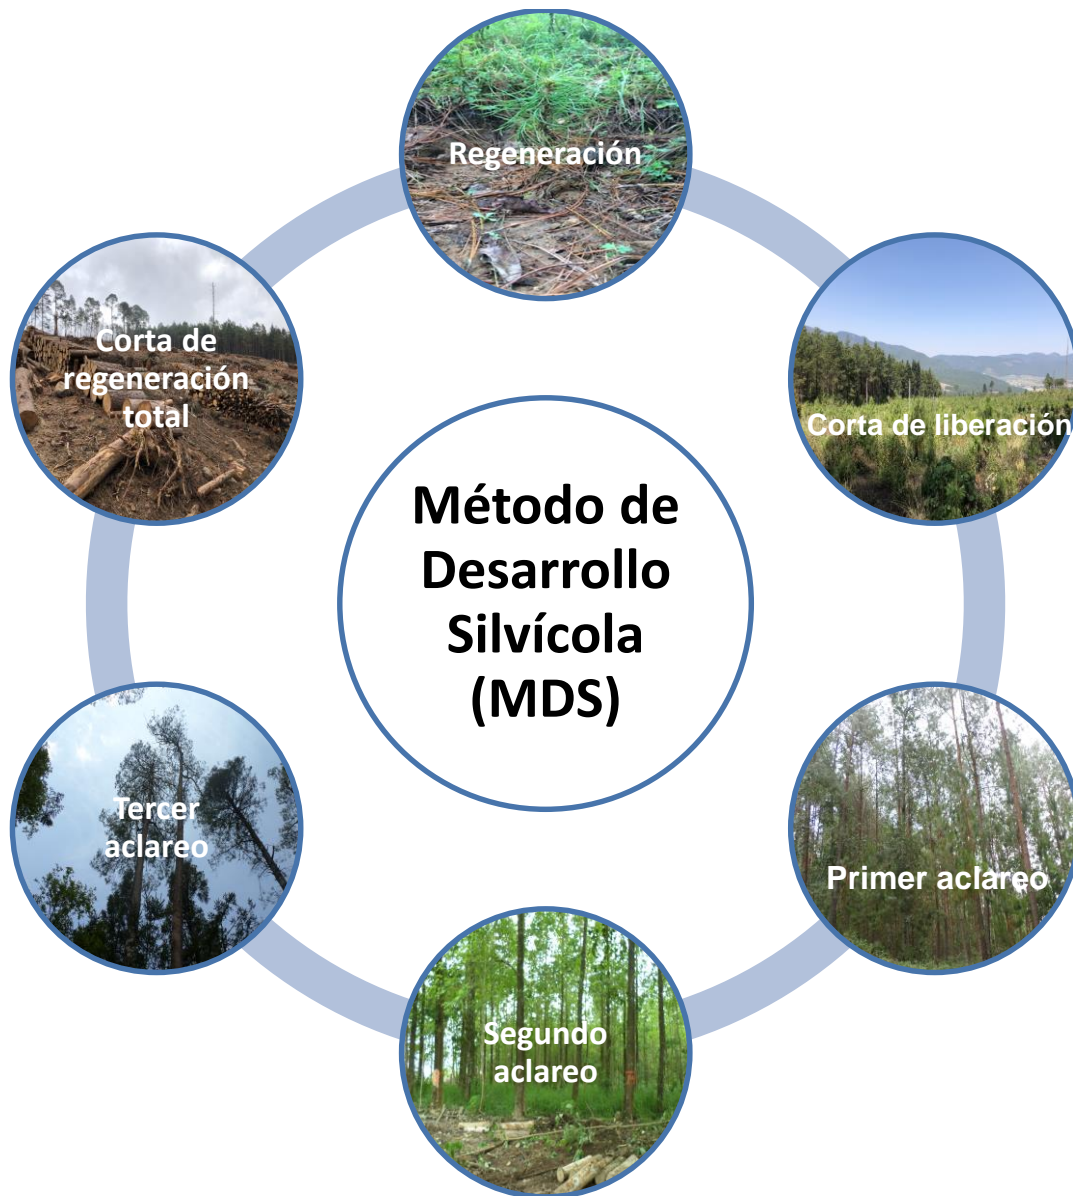 Regeneración
Corta de liberación
Primer aclareo
Segundo
aclareo
Tercer
aclareo
Corta de
regeneración
total
Método de
Desarrollo
Silvícola
(MDS)